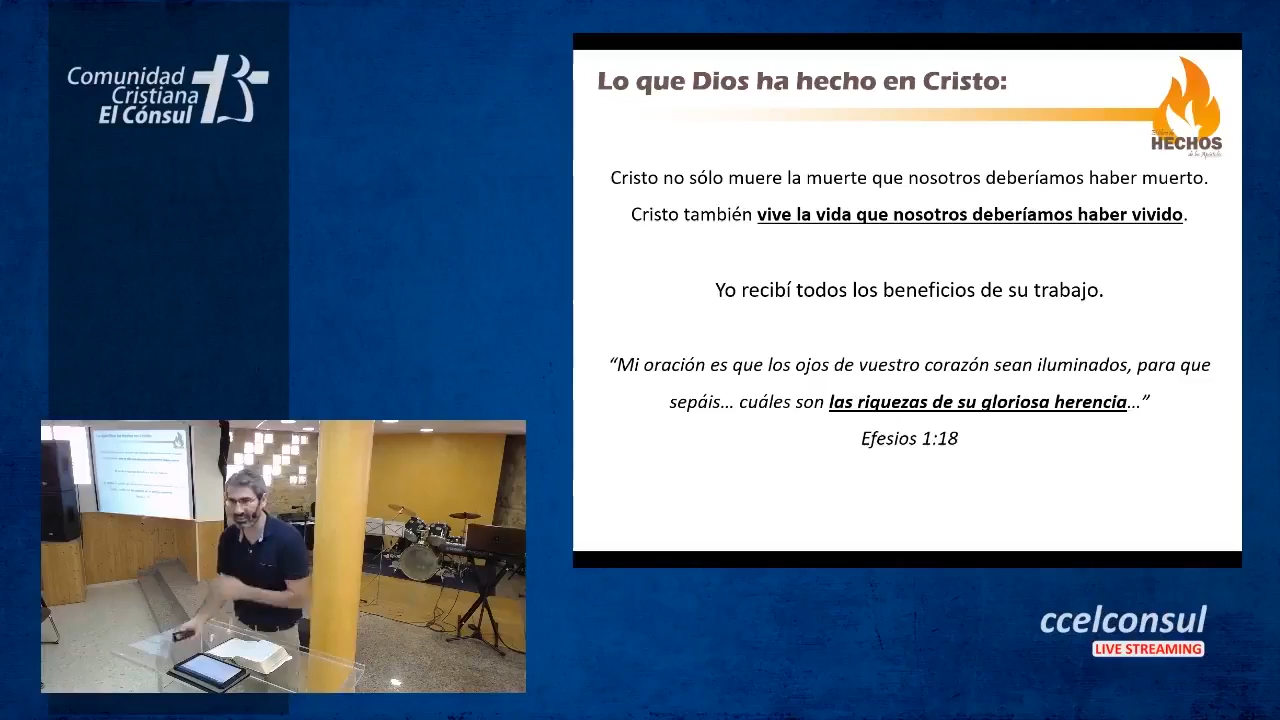 Comunidad
Cristiana
El Cónsul
Lo que Dios ha hecho en Cristo:
HECHOS
de los Apóstoles
Cristo no sólo muere la muerte que nosotros deberíamos haber muerto.
Cristo también vive la vida que nosotros deberíamos haber vivido.
Yo recibí todos los beneficios de su trabajo.
“Mi oración es que los ojos de vuestro corazón sean iluminados, para que
sepáis... cuáles son las riquezas de su gloriosa herencia...”
Efesios 1:18
ccelconsul
LIVE STREAMING